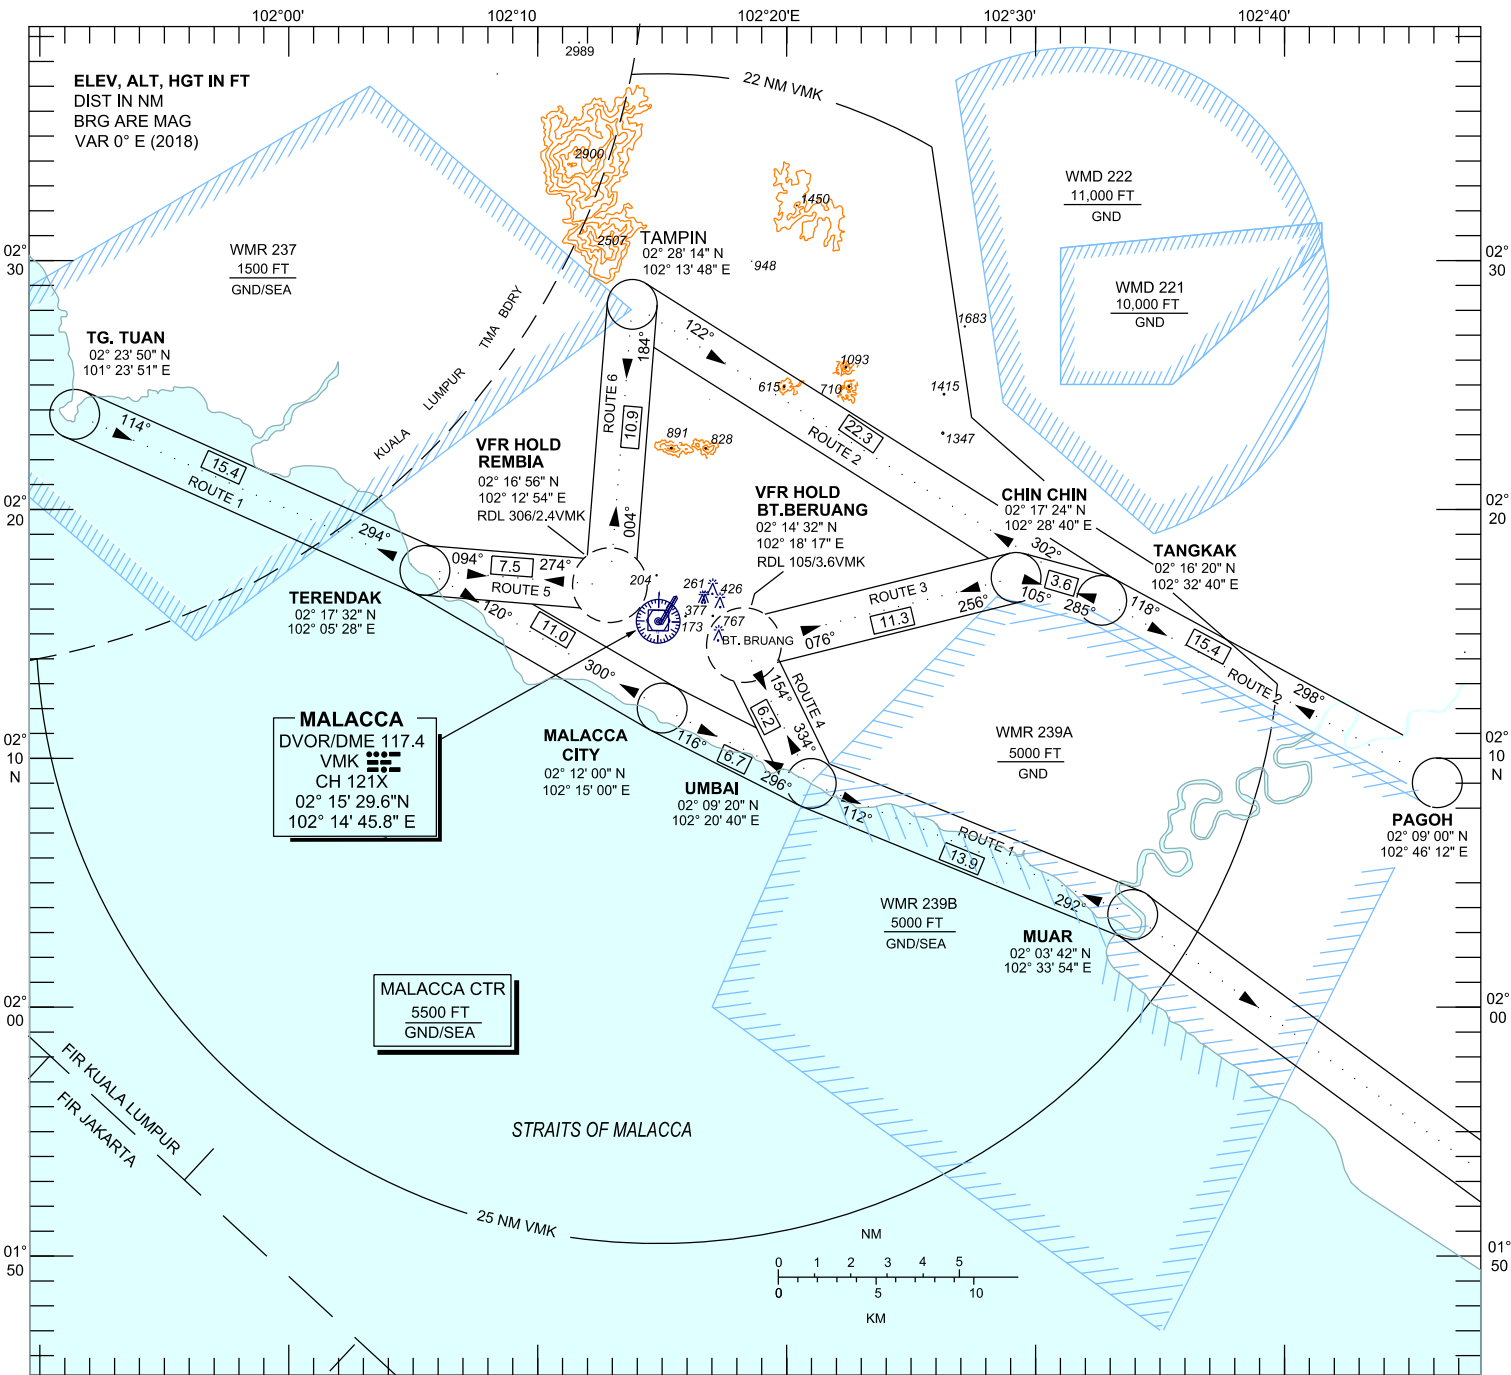 102°00'
102°10'
102°20'E
102°30'
102°40'
ELEV, ALT, HGT IN FT
DIST IN NM
BRG ARE MAG
VAR 0° E (2018)
2989
22 NM VMK
2900
1450
2507
948
WMR 237
1500 FT
GND/SEA
WMD 222
11,000 FT
GND
WMD 221
10,000 FT
GND
02°
30
02°
30
TAMPIN
02° 28' 14" N
102° 13' 48" E
KUALA LUMPUR TMA BDRY
TG. TUAN
02° 23' 50" N
101° 23' 51" E
1683
1093
615
710
1415
1347
891
828
122°
22.3
ROUTE 2
184°
ROUTE 6
10.9
004°
114°
15.4
ROUTE 1
294°
VFR HOLD
REMBIA
02° 16' 56" N
102° 12' 54" E
RDL 306/2.4VMK
VFR HOLD
BT.BERUANG
02° 14' 32" N
102° 18' 17" E
RDL 105/3.6VMK
CHIN CHIN
02° 17' 24" N
102° 28' 40" E
302°
TANGKAK
02° 16' 20" N
102° 32' 40" E
02°
20
02°
20
094°
7.5
274°
ROUTE 5
204
261
426
377
173
767
BT. BRUANG
ROUTE 3
11.3
076°
256°
3.6
105°
285°
118°
15.4
ROUTE 2
298°
TERENDAK
02° 17' 32" N
102° 05' 28" E
120°
11.0
300°
154°
ROUTE 4
6.2
334°
MALACCA
DVOR/DME 117.4
VMK
CH 121X
02° 15' 29.6"N
102° 14' 45.8" E
MALACCA
CITY
02° 12' 00" N
102° 15' 00" E
116°
6.7
296°
UMBAI
02° 09' 20" N
102° 20' 40" E
WMR 239A
5000 FT
GND
02°
10
N
02°
10
N
112°
ROUTE 1
13.9
292°
PAGOH
02° 09' 00" N
102° 46' 12" E
WMR 239B
5000 FT
GND/SEA
MUAR
02° 03' 42" N
102° 33' 54" E
MALACCA CTR
5500 FT
GND/SEA
02°
00
02°
00
FIR KUALA LUMPUR
FIR JAKARTA
STRAITS OF MALACCA
25 NM VMK
NM
0 1 2 3 4 5
0 5 10
KM
01°
50
01°
50